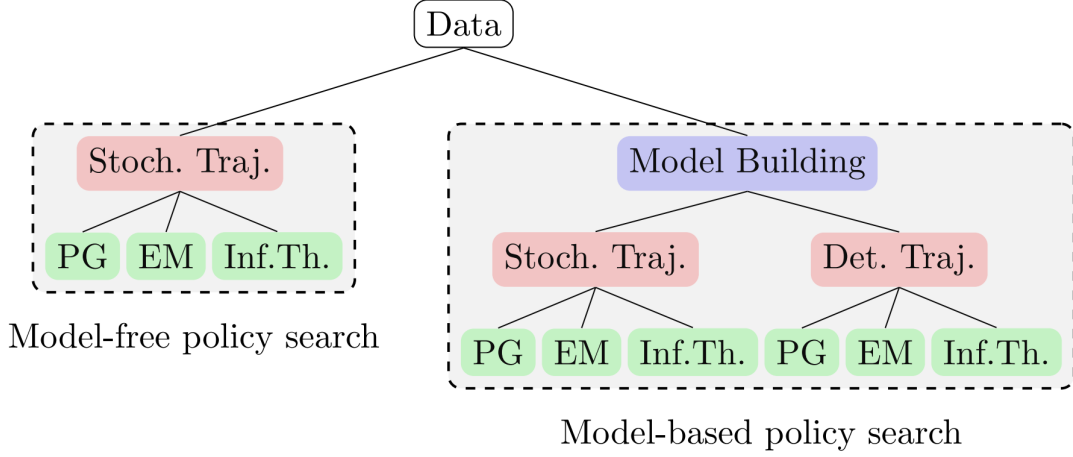 Data
Stoch. Traj.
PG EM Inf.Th.
Model-free policy search
Model Building
Stoch. Traj. Det. Traj.
PG EM Inf.Th. PG EM Inf.Th.
Model-based policy search